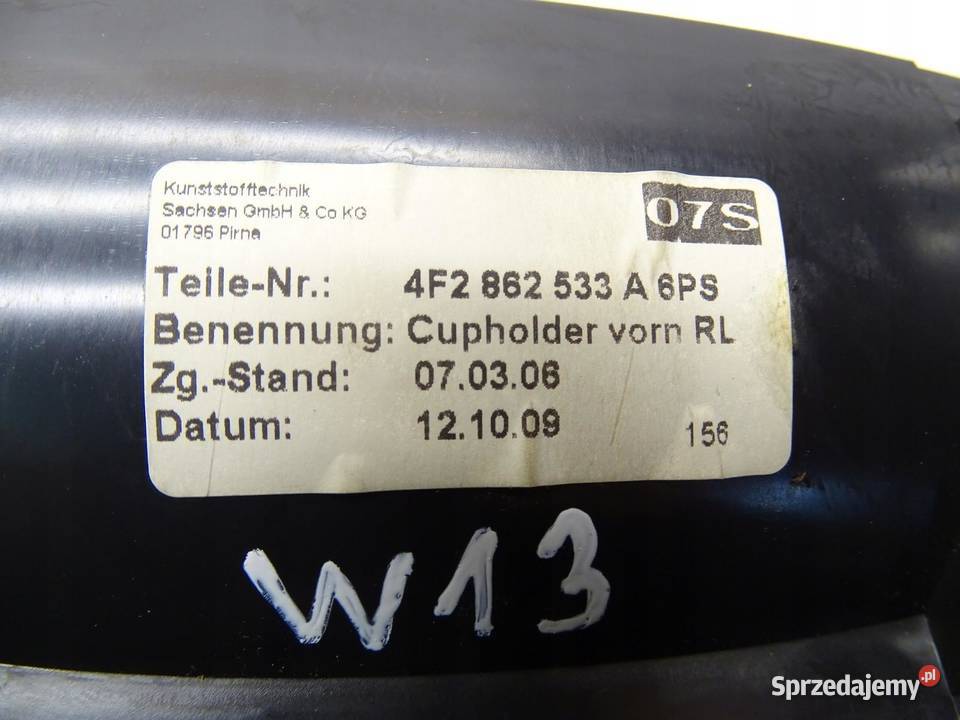 Kunststofftechnik
Sachsen GmbH & Co KG
01796 Pirna
07S
Teile-Nr.: 4F2 862 533 A 6PS
Benennung: Cupholder vorn RL
Zg.-Stand: 07.03.06
Datum: 12.10.09
156
W13
Sprzedajemy.pl